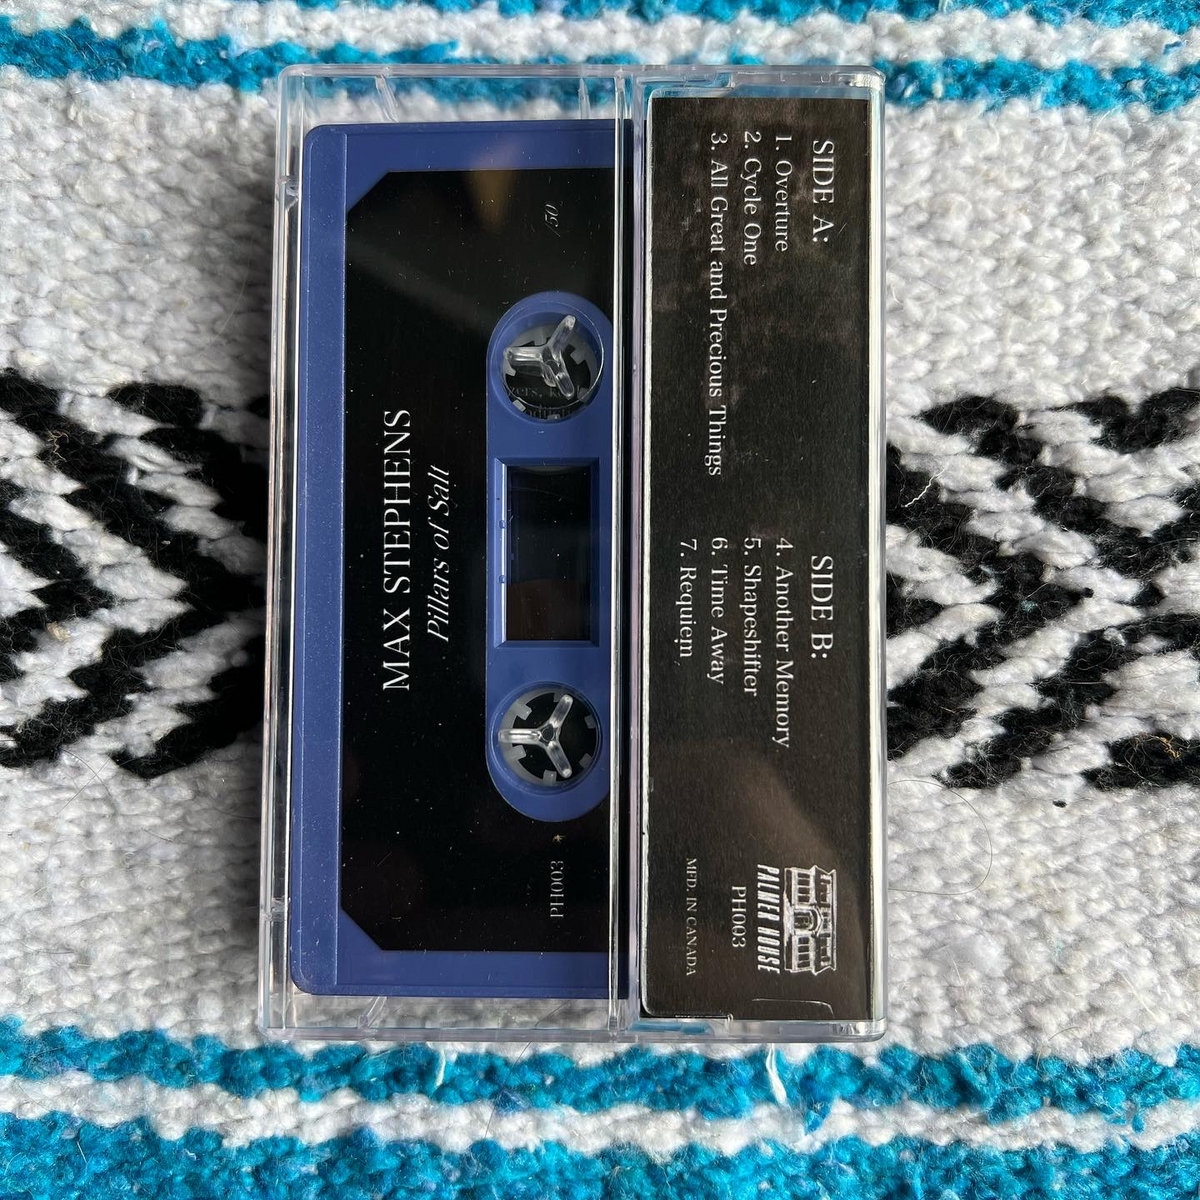 MAX STEPHENS
Pillars of Salt
/50
PH003
SIDE A:
1. Overture
2. Cycle One
3. All Great and Precious Things
SIDE B:
4. Another Memory
5. Shapeshifter
6. Time Away
7. Requiem
PALMER HOUSE
PH003
MFD. IN CANADA